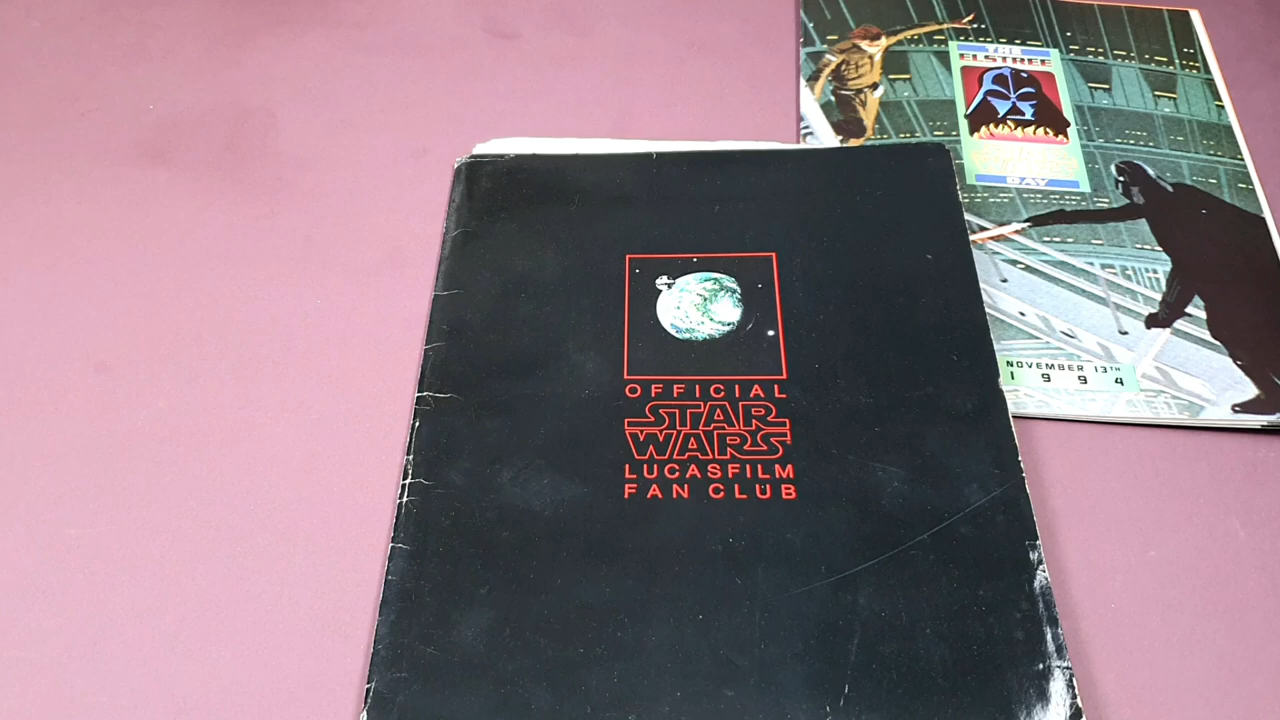 OFFICIAL
STAR
WARS
LUCASFILM
FAN CLUB
THE
ELSTREE
DAY
NOVEMBER 13TH
1994